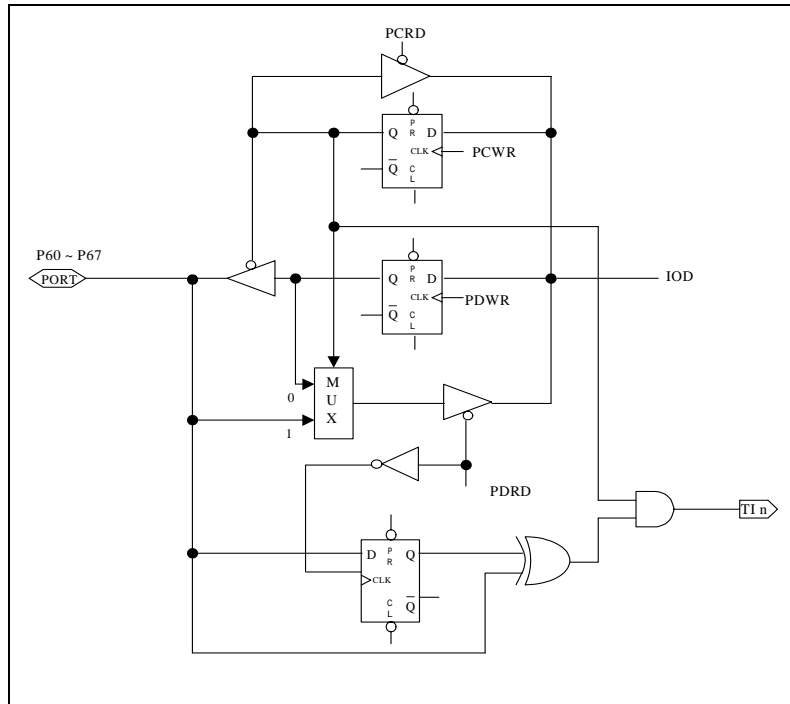 PCRD
Q P R D
CLK
PCWR
Q C L
P60 ~ P67
PORT
Q P R D
CLK
PDWR
Q C L
IOD
0
1
M
U
X
PDRD
TI n
D P R Q
CLK
C L Q